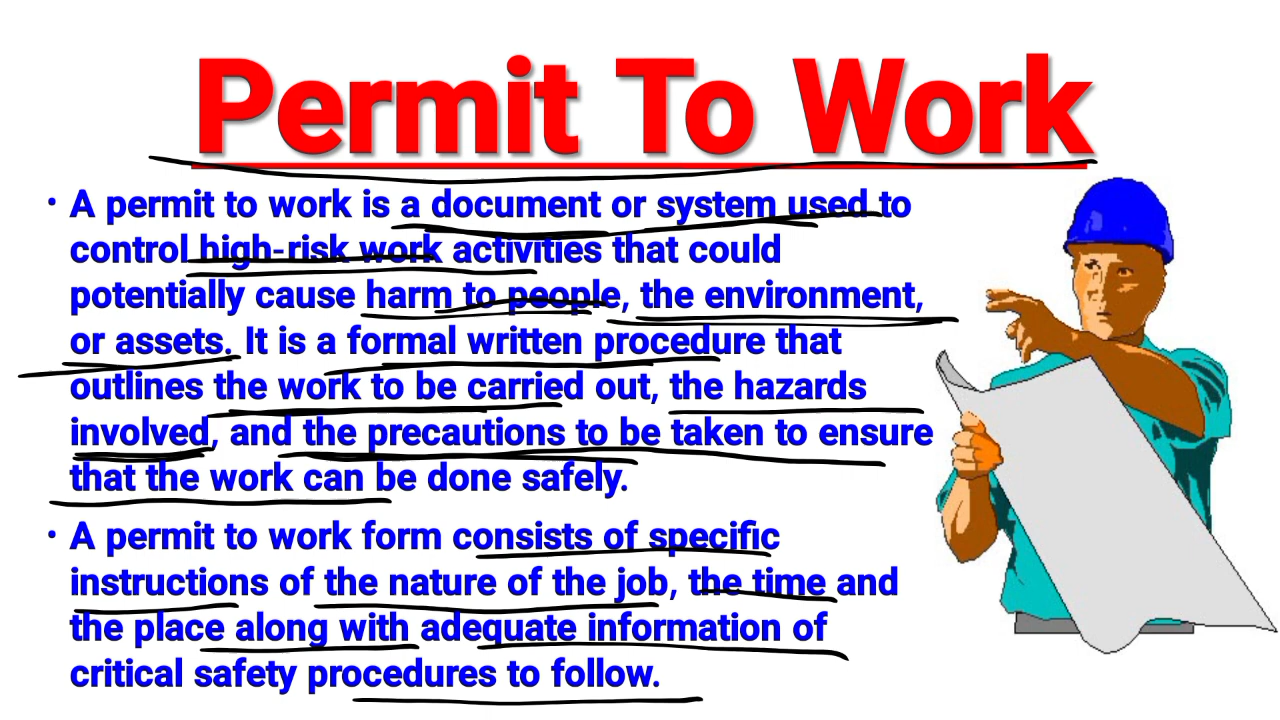 Permit To Work
• A permit to work is a document or system used to
control high-risk work activities that could
potentially cause harm to people, the environment,
or assets. It is a formal written procedure that
outlines the work to be carried out, the hazards
involved, and the precautions to be taken to ensure
that the work can be done safely.
• A permit to work form consists of specific
instructions of the nature of the job, the time and
the place along with adequate information of
critical safety procedures to follow.